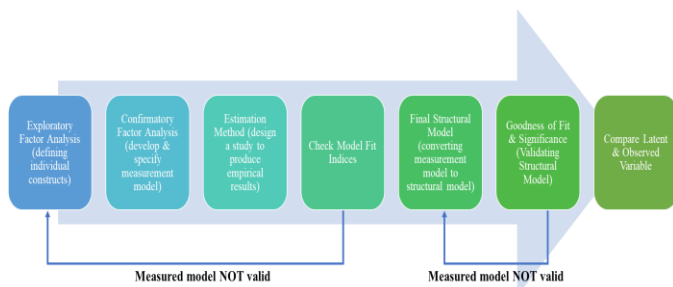 Exploratory
Factor Analysis
(defining
individual
constructs)
Confirmatory
Factor Analysis
(develop &
specify
measurement
model)
Estimation
Method (design
a study to
produce
empirical
results)
Check Model Fit
Indices
Final Structural
Model
(converting
measurement
model to
structural model)
Goodness of Fit
& Significance
(Validating
Structural
Model)
Compare Latent
& Observed
Variable
Measured model NOT valid
Measured model NOT valid